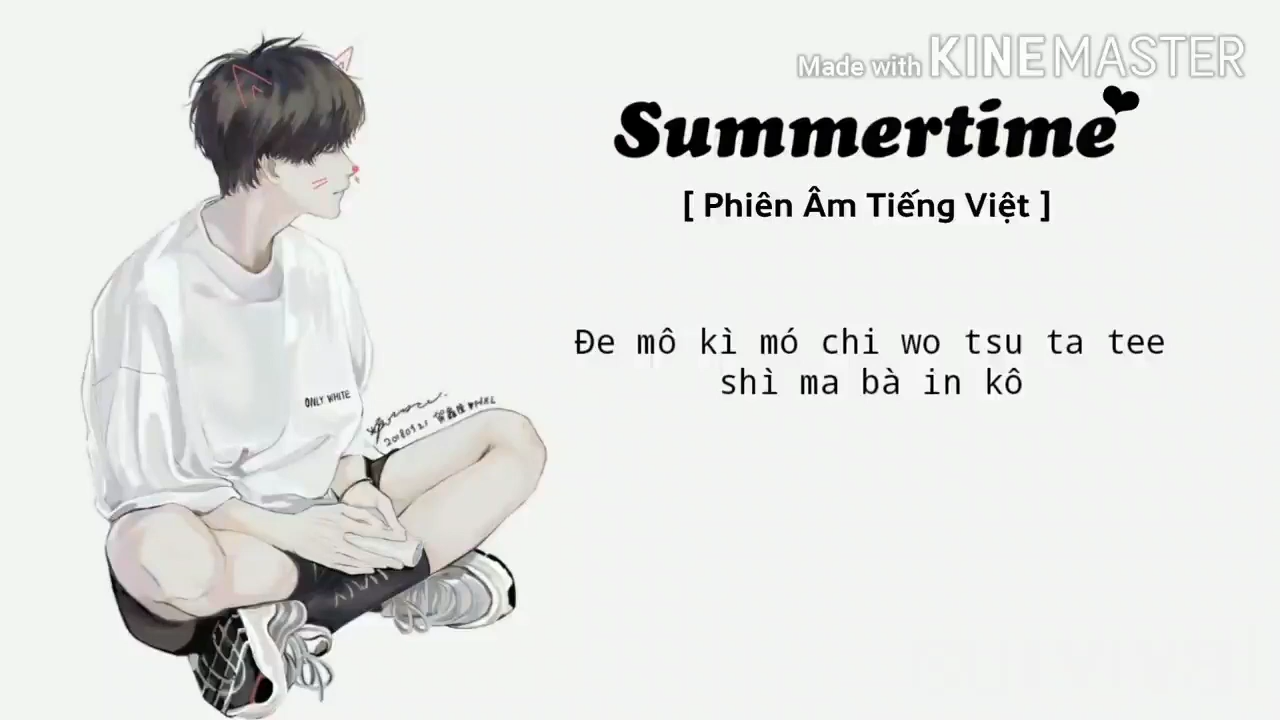 Made with KINEMASTER
Summertime
[ Phiên Âm Tiếng Việt ]
Đe mô kì mó chi wo tsu ta tee
shì ma bà in kô
ONLY WHITE